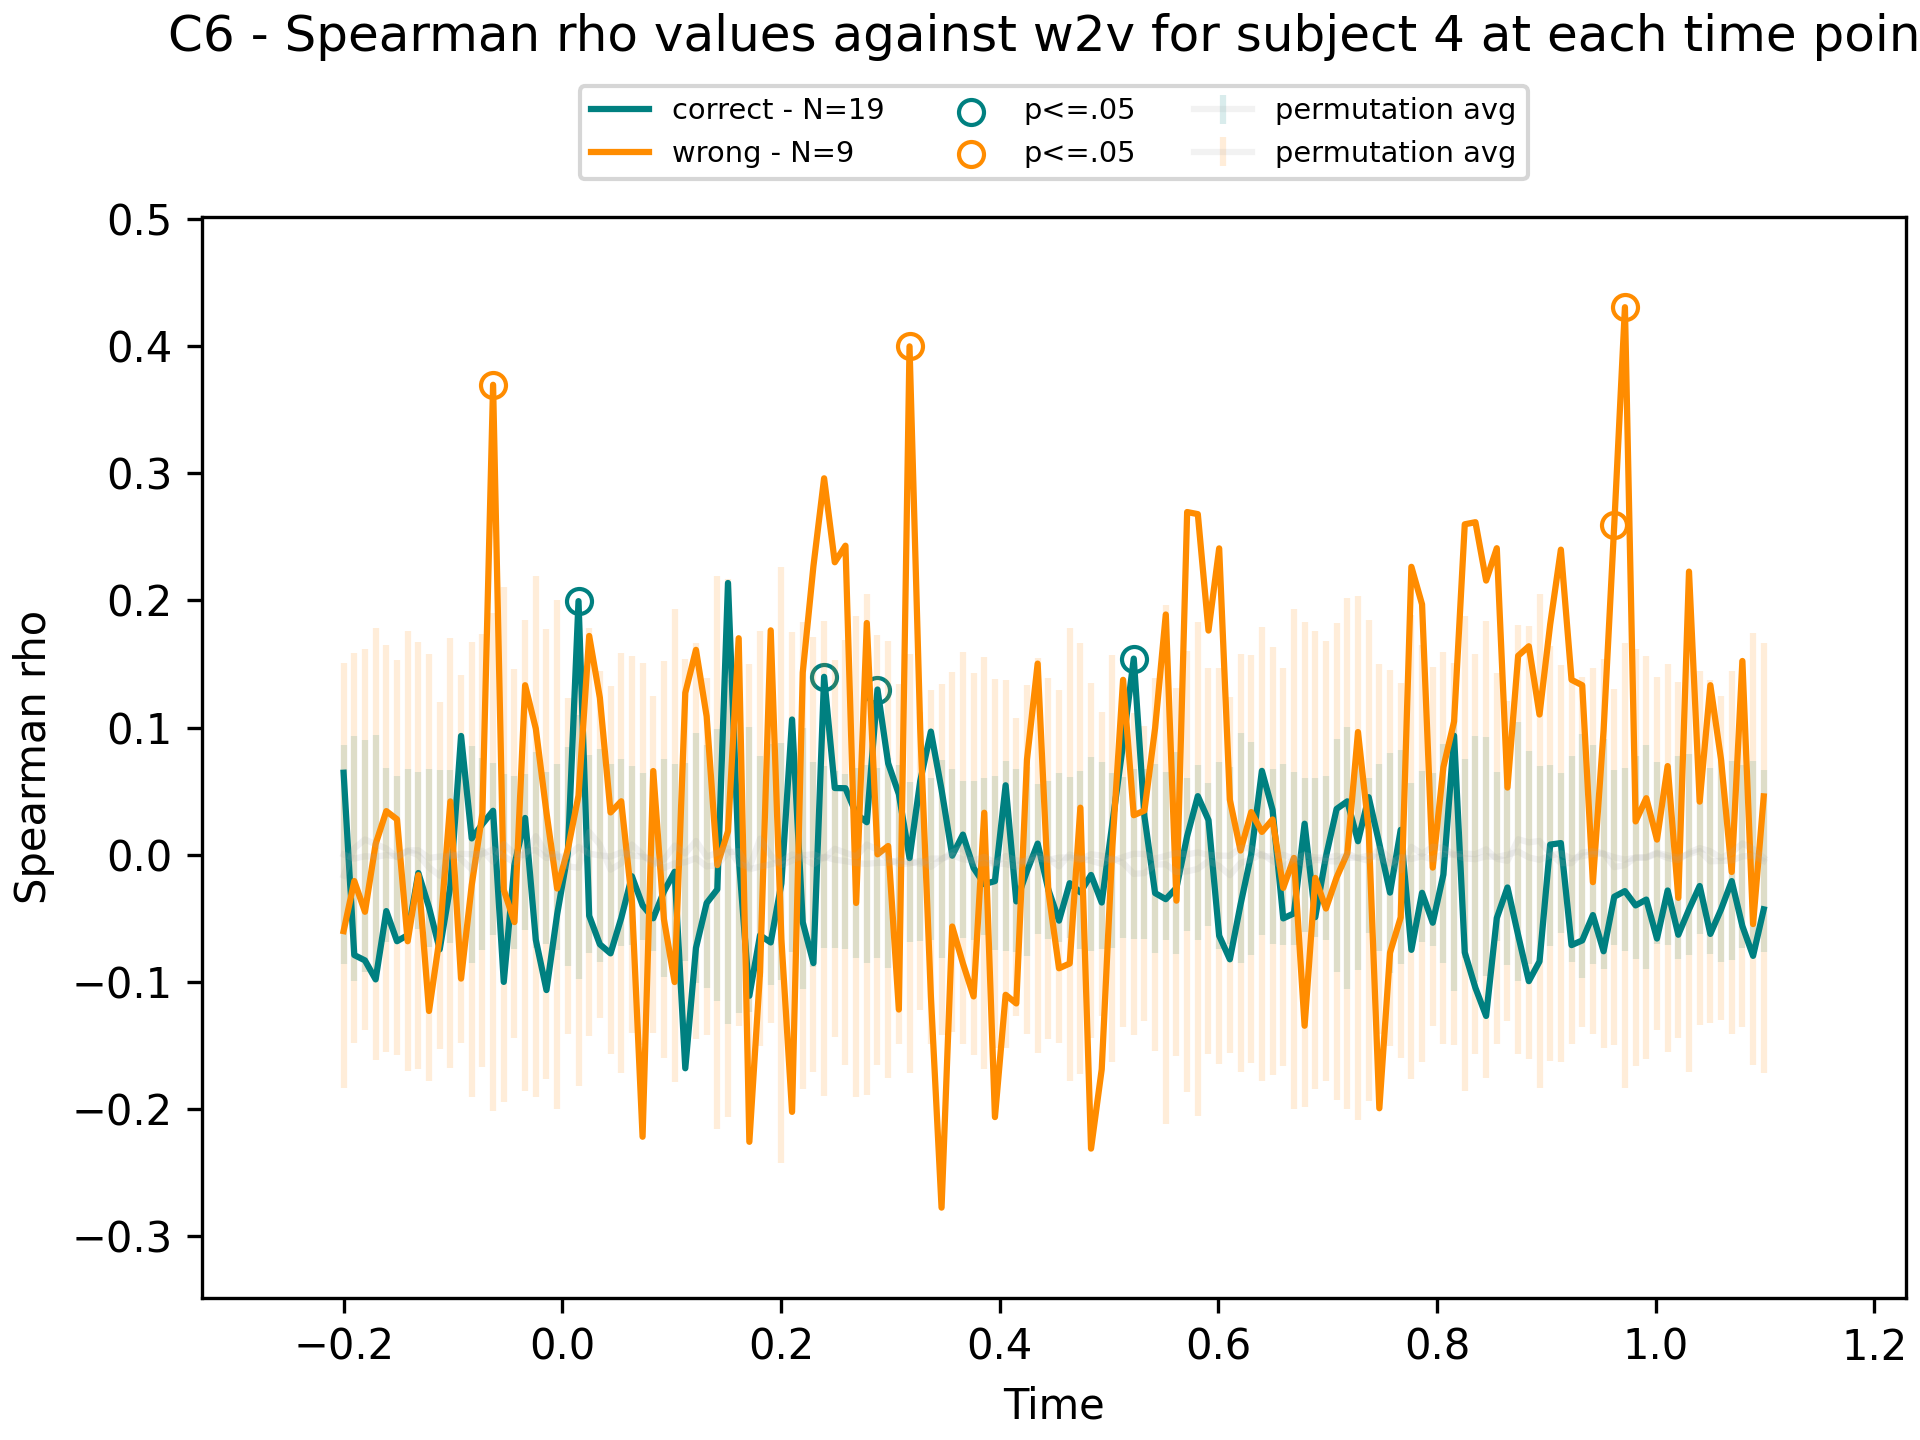 C6 - Spearman rho values against w2v for subject 4 at each time poin
correct - N=19
wrong - N=9
p<=.05
p<=.05
permutation avg
permutation avg
Spearman rho
0.5
0.4
0.3
0.2
0.1
0.0
−0.1
−0.2
−0.3
−0.2 0.0 0.2 0.4 0.6 0.8 1.0 1.2
Time